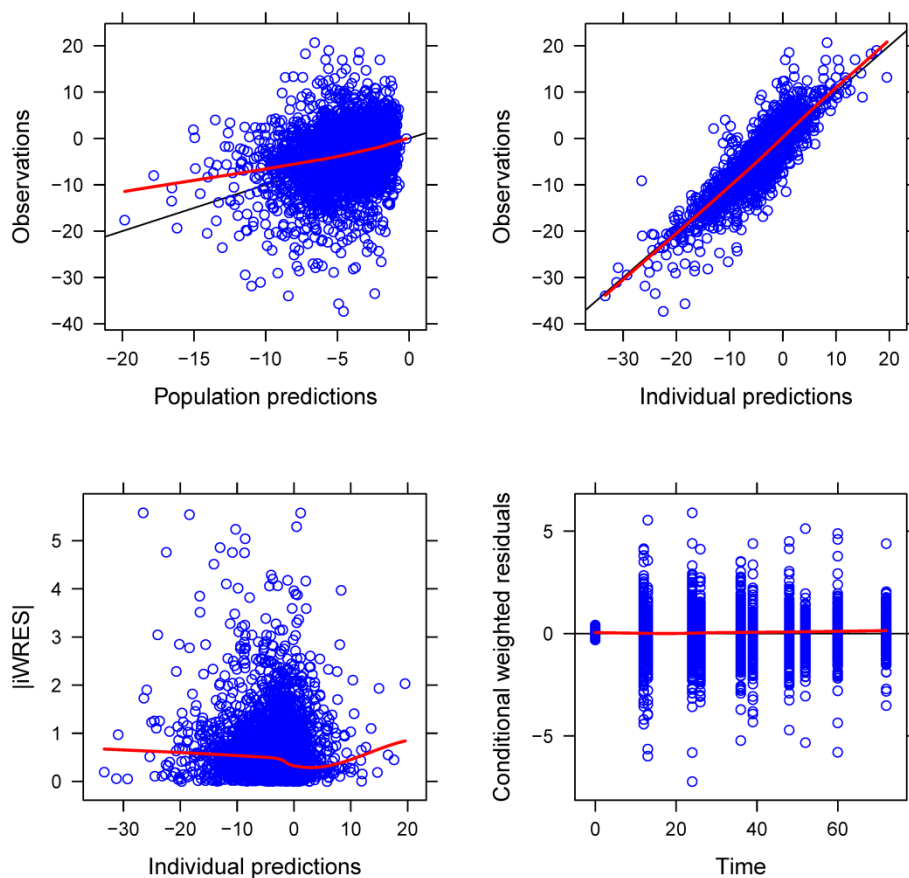 20
10
0
−10
−20
−30
−40
Observations
−20 −15 −10 −5 0
Population predictions
20
10
0
−10
−20
−30
−40
Observations
−30 −20 −10 0 10 20
Individual predictions
5
4
3
2
1
0
|iWRES|
−30 −20 −10 0 10 20
Individual predictions
5
0
−5
Conditional weighted residuals
0 20 40 60
Time